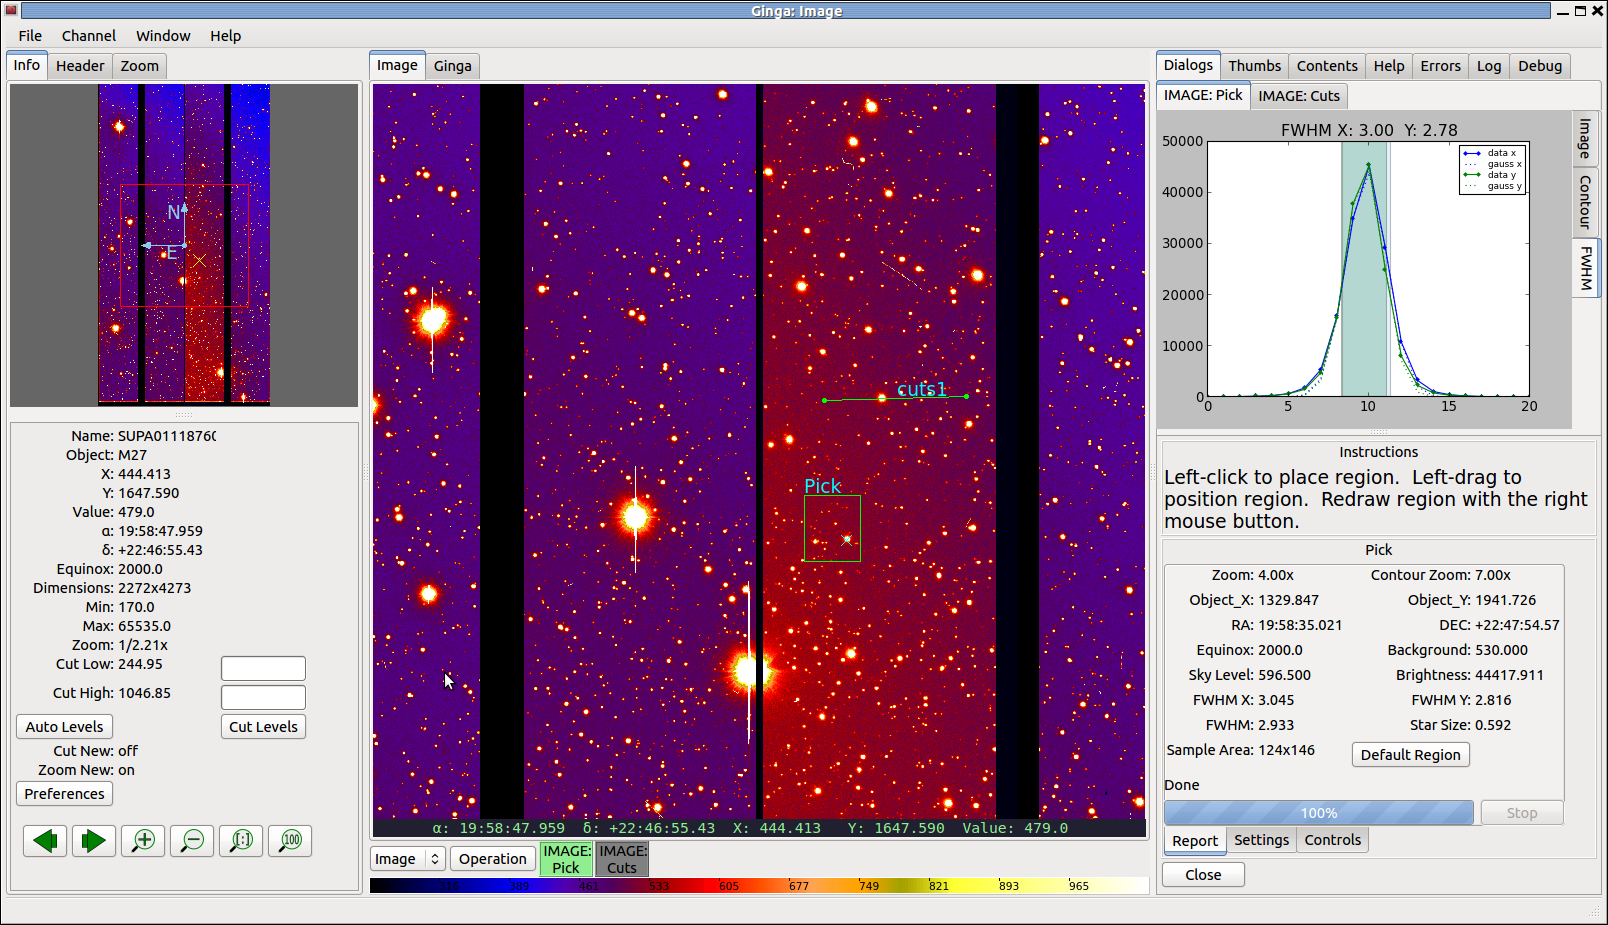 Ginga: Image
File Channel Window Help
Info Header Zoom
N
E
Name: SUPA01118760
Object: M27
X: 444.413
Y: 1647.590
Value: 479.0
α: 19:58:47.959
δ: +22:46:55.43
Equinox: 2000.0
Dimensions: 2272x4273
Min: 170.0
Max: 65535.0
Zoom: 1/2.21x
Cut Low: 244.95
Cut High: 1046.85
Auto Levels Cut Levels
Cut New: off
Zoom New: on
Preferences
[:] 100
Image Ginga
cuts1
Pick
α: 19:58:47.959 δ: +22:46:55.43 X: 444.413 Y: 1647.590 Value: 479.0
Image Operation
IMAGE: Pick
IMAGE: Cuts
389 461 533 605 677 749 821 893 965
Dialogs Thumbs Contents Help Errors Log Debug
IMAGE: Pick IMAGE: Cuts
FWHM X: 3.00 Y: 2.78
50000
40000
30000
20000
10000
0
0 5 10 15 20
data x
gauss x
data y
gauss y
Image
Contour
FWHM
Instructions
Left-click to place region. Left-drag to
position region. Redraw region with the right
mouse button.
Pick
Zoom: 4.00x Contour Zoom: 7.00x
Object_X: 1329.847 Object_Y: 1941.726
RA: 19:58:35.021 DEC: +22:47:54.57
Equinox: 2000.0 Background: 530.000
Sky Level: 596.500 Brightness: 44417.911
FWHM X: 3.045 FWHM Y: 2.816
FWHM: 2.933 Star Size: 0.592
Sample Area: 124x146 Default Region
Done
100% Stop
Report Settings Controls
Close